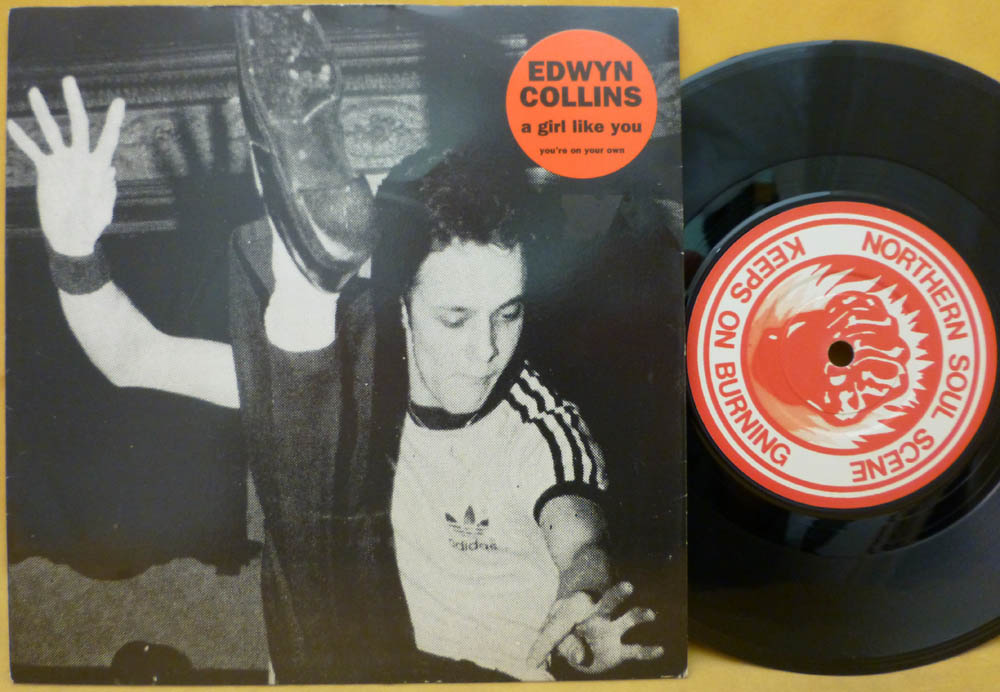 EDWYN
COLLINS
a girl like you
you're on your own
adidas
NORTHERN SOUL SCENE
KEEPS ON BURNING